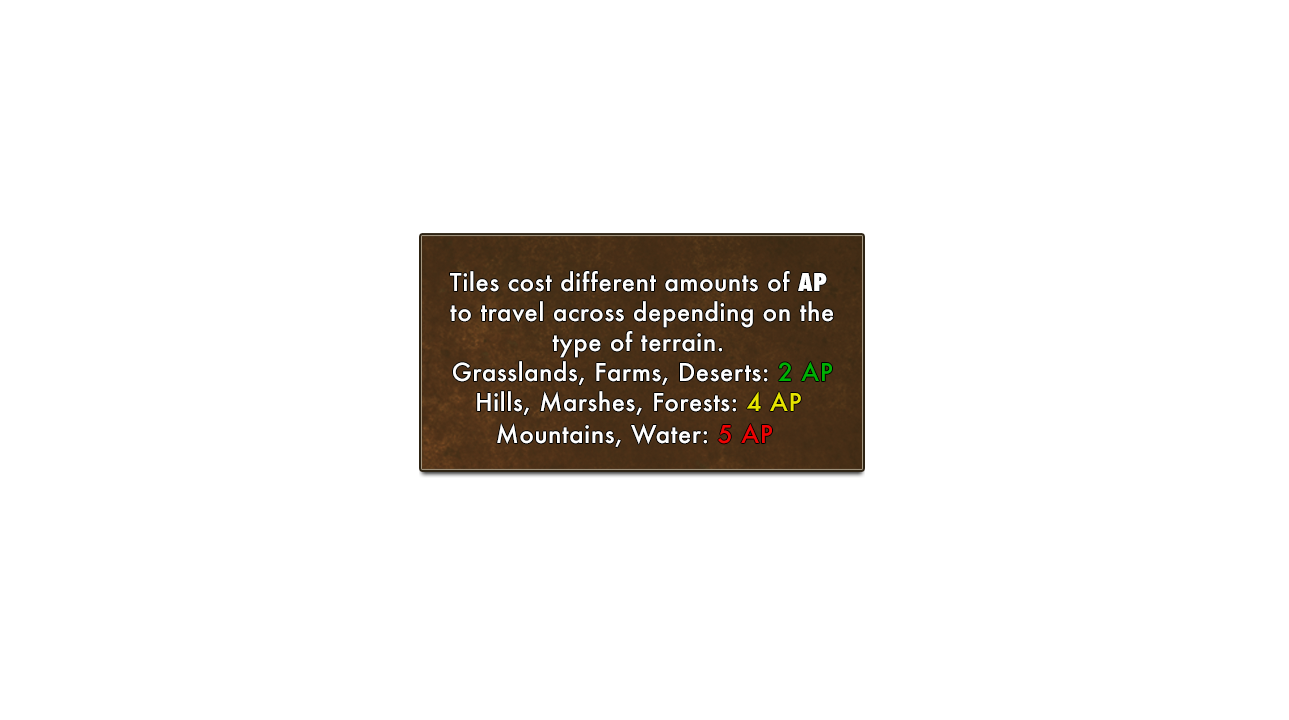 Tiles cost different amounts of AP
to travel across depending on the
type of terrain.
Grasslands, Farms, Deserts: 2 AP
Hills, Marshes, Forests: 4 AP
Mountains, Water: 5 AP